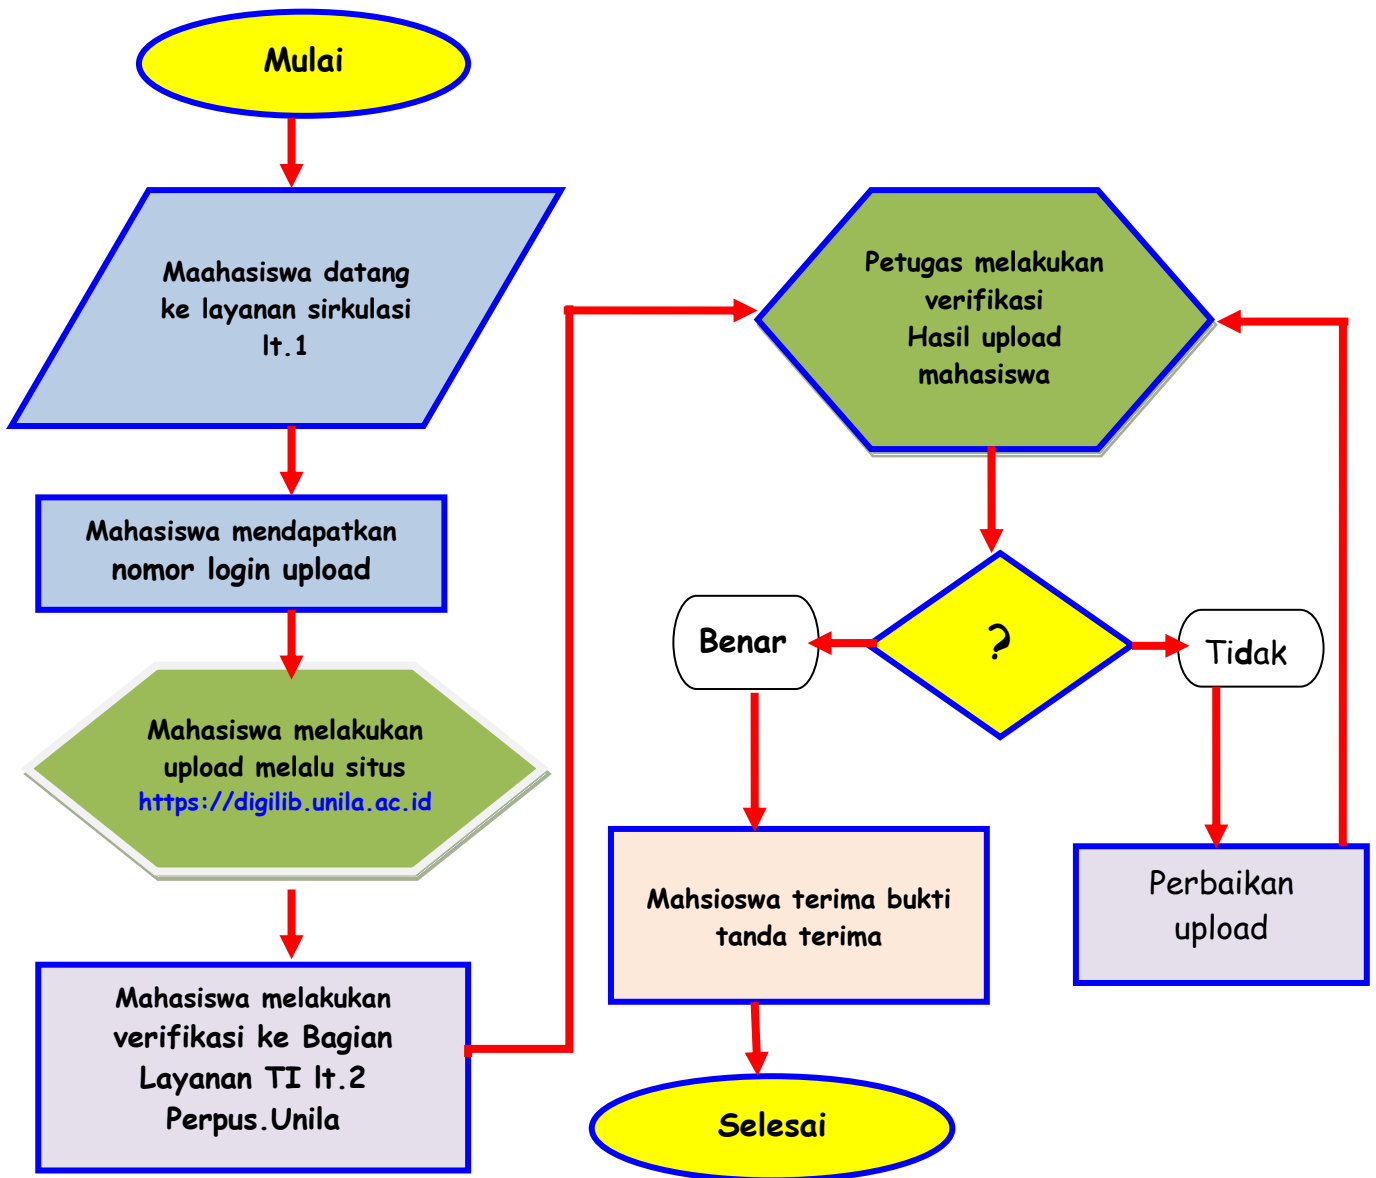 Mulai
Maahasiswa datang
ke layanan sirkulasi
lt.1
Mahasiswa mendapatkan
nomor login upload
Mahasiswa melakukan
upload melalu situs
https://digilib.unila.ac.id
Mahasiswa melakukan
verifikasi ke Bagian
Layanan TI lt.2
Perpus.Unila
Petugas melakukan
verifikasi
Hasil upload
mahasiswa
?
Benar
Tidak
Mahsioswa terima bukti
tanda terima
Perbaikan
upload
Selesai